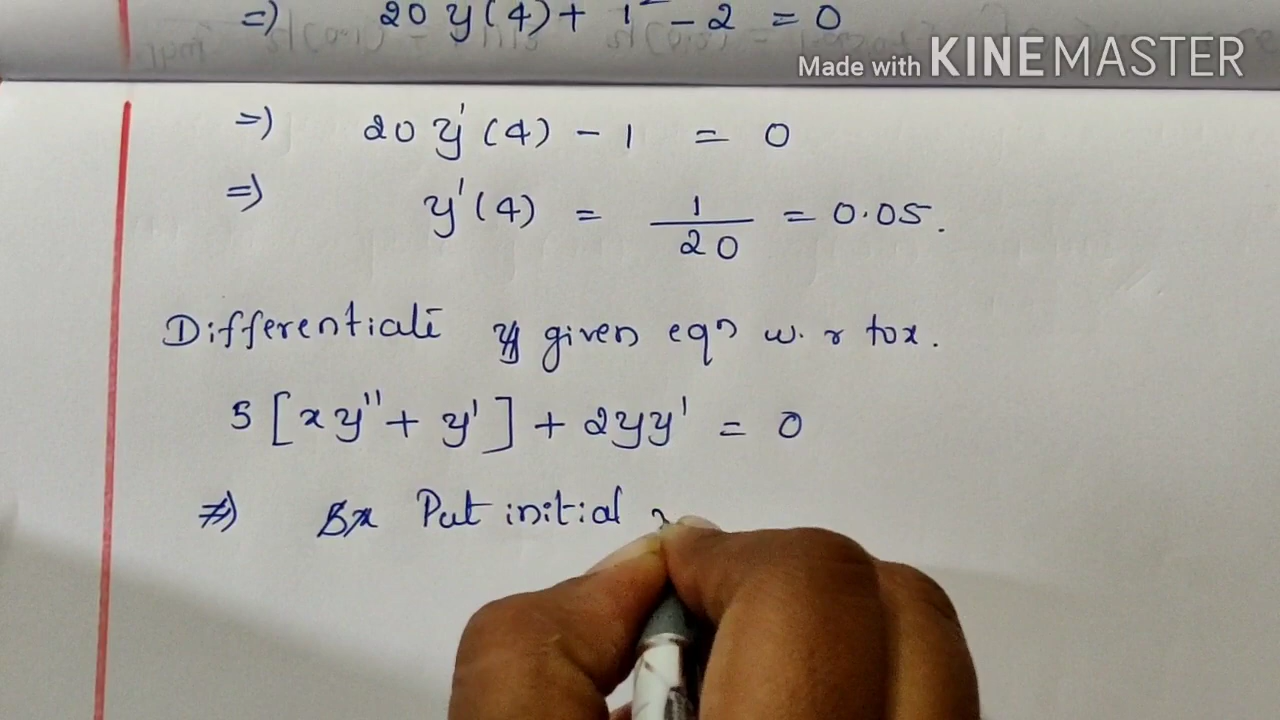 =) 20 y(4) + 1² - 2 = 0
Made with KINEMASTER
=) 20 y'(4) - 1 = 0
=) y'(4) = 1/20 = 0.05.
Differentiate given eqn w. r to x.
5 [xy'' + y'] + 2yy' = 0
=) Put initial